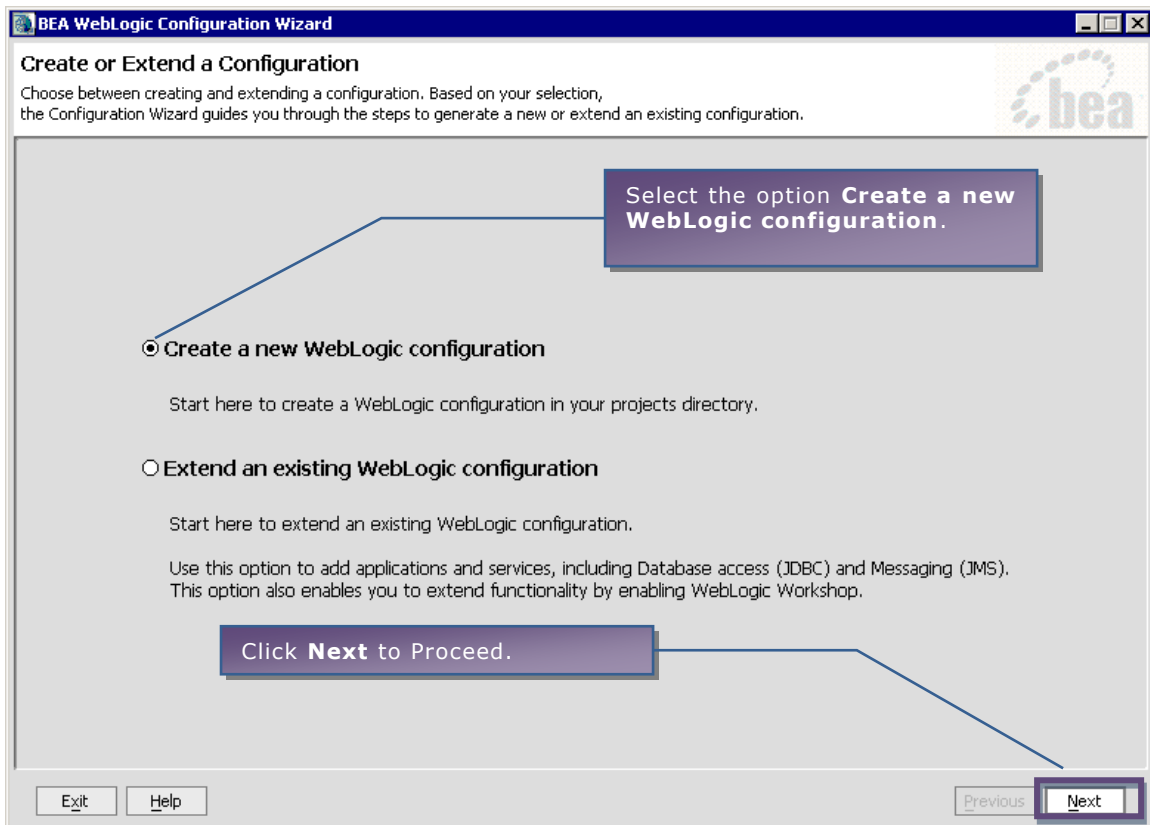 BEA WebLogic Configuration Wizard
Create or Extend a Configuration
Choose between creating and extending a configuration. Based on your selection,
the Configuration Wizard guides you through the steps to generate a new or extend an existing configuration.
bea
Select the option Create a new
WebLogic configuration.
Create a new WebLogic configuration
Start here to create a WebLogic configuration in your projects directory.
Extend an existing WebLogic configuration
Start here to extend an existing WebLogic configuration.
Use this option to add applications and services, including Database access (JDBC) and Messaging (JMS).
This option also enables you to extend functionality by enabling WebLogic Workshop.
Click Next to Proceed.
Exit Help Previous Next